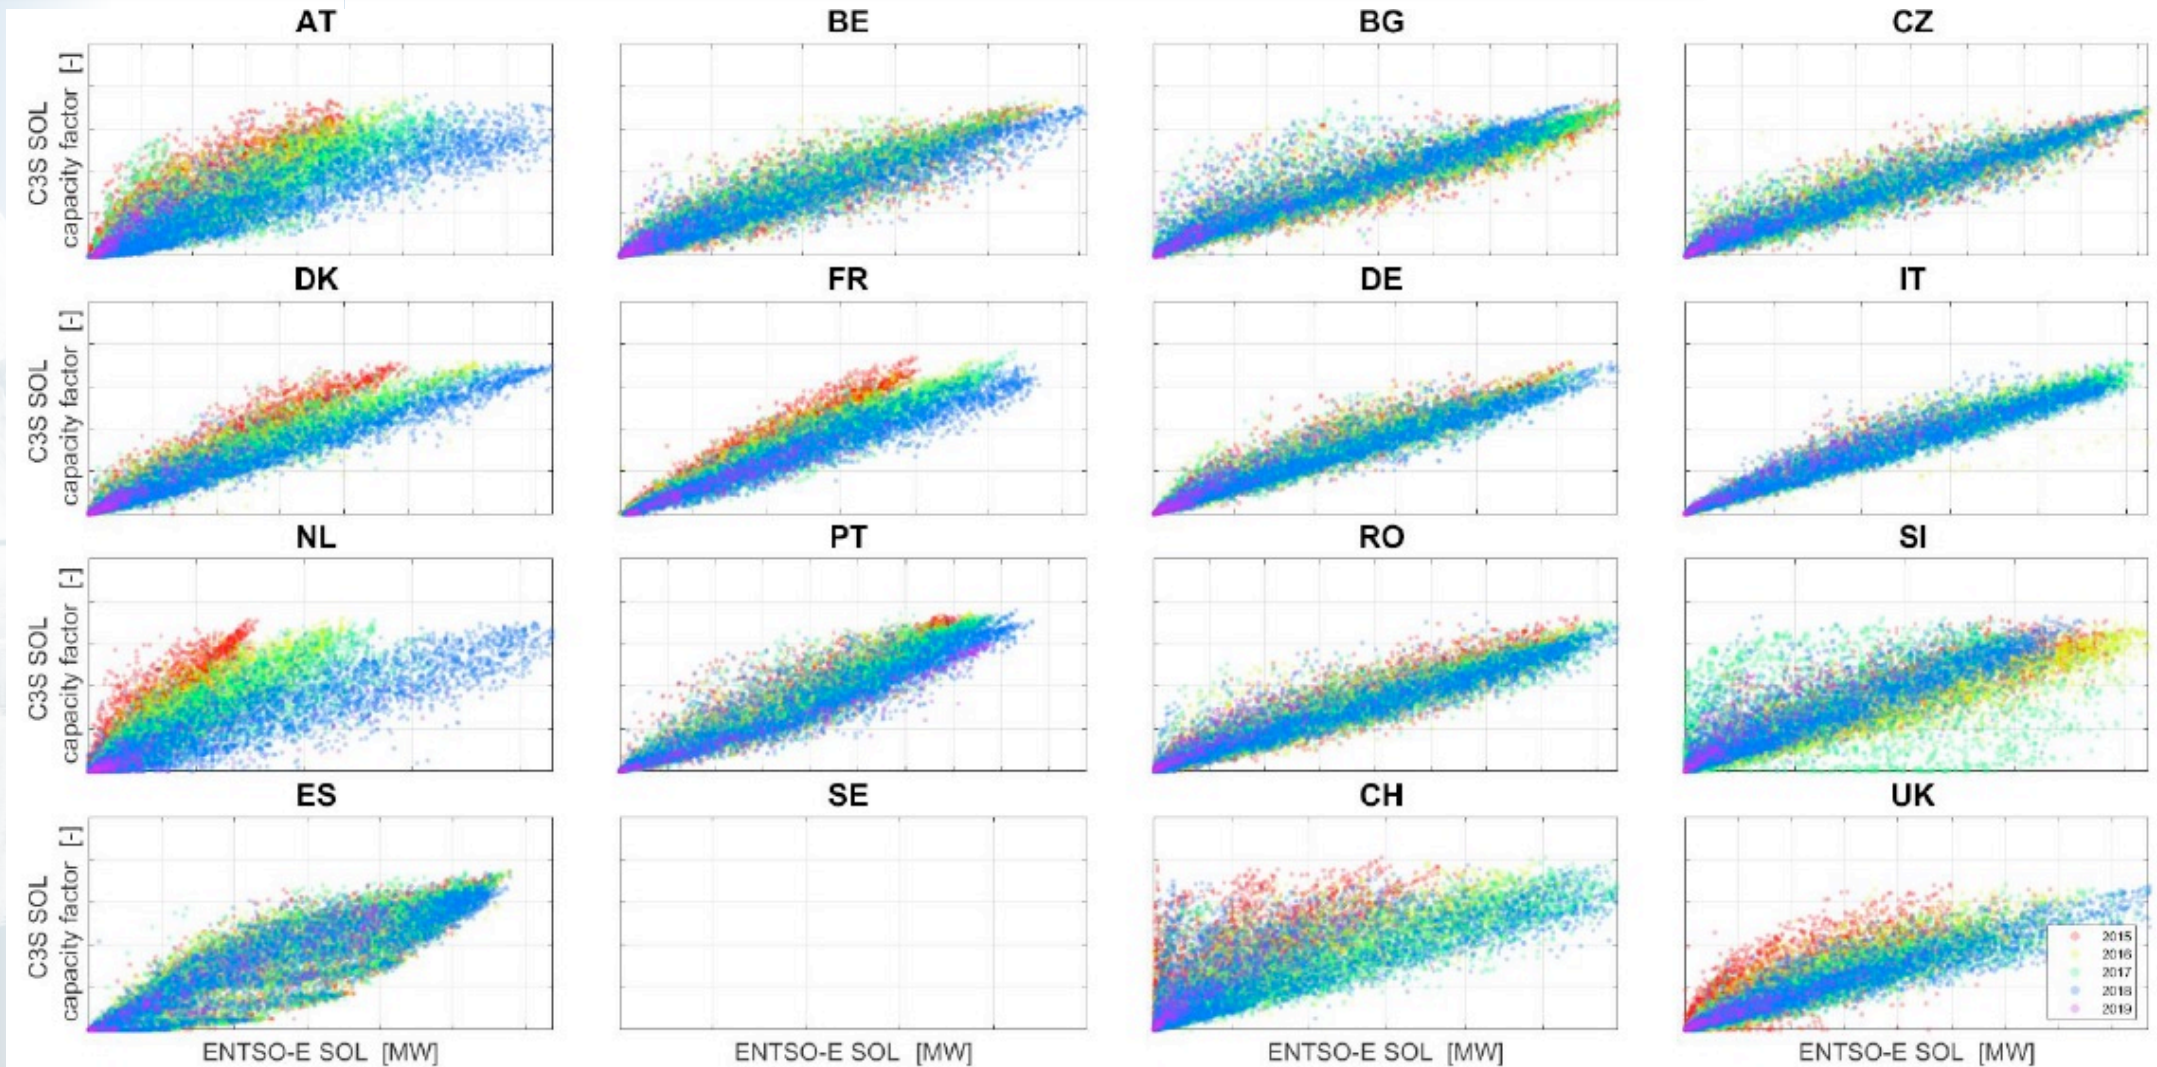 AT BE BG CZ
C3S SOL
capacity factor [-]
DK FR DE IT
C3S SOL
capacity factor [-]
NL PT RO SI
C3S SOL
capacity factor [-]
ES SE CH UK
C3S SOL
capacity factor [-]
2015
2016
2017
2018
2019
ENTSO-E SOL [MW] ENTSO-E SOL [MW] ENTSO-E SOL [MW] ENTSO-E SOL [MW]